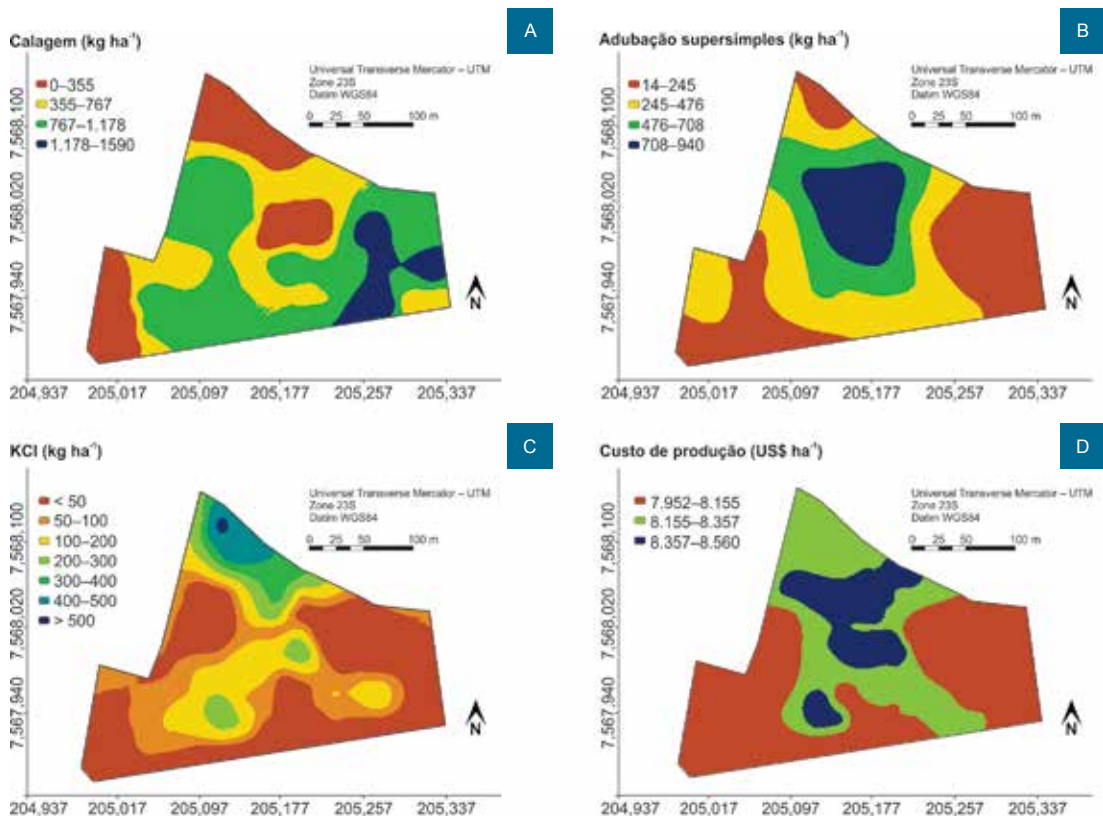 Calagem (kg ha⁻¹)
A
0–355
355–767
767–1.178
1.178–1590
Universal Transverse Mercator – UTM
Zone 23S
Datim WGS84
0 25 50 100 m
7,568,100
7,568,020
7,567,940
N
204,937 205,017 205,097 205,177 205,257 205,337
Adubação supersimples (kg ha⁻¹)
B
14–245
245–476
476–708
708–940
Universal Transverse Mercator – UTM
Zone 23S
Datim WGS84
0 25 50 100 m
7,568,100
7,568,020
7,567,940
N
204,937 205,017 205,097 205,177 205,257 205,337
KCl (kg ha⁻¹)
C
< 50
50–100
100–200
200–300
300–400
400–500
> 500
Universal Transverse Mercator – UTM
Zone 23S
Datim WGS84
0 25 50 100 m
7,568,100
7,568,020
7,567,940
N
204,937 205,017 205,097 205,177 205,257 205,337
Custo de produção (US$ ha⁻¹)
D
7.952–8.155
8.155–8.357
8.357–8.560
Universal Transverse Mercator – UTM
Zone 23S
Datim WGS84
0 25 50 100 m
7,568,100
7,568,020
7,567,940
N
204,937 205,017 205,097 205,177 205,257 205,337